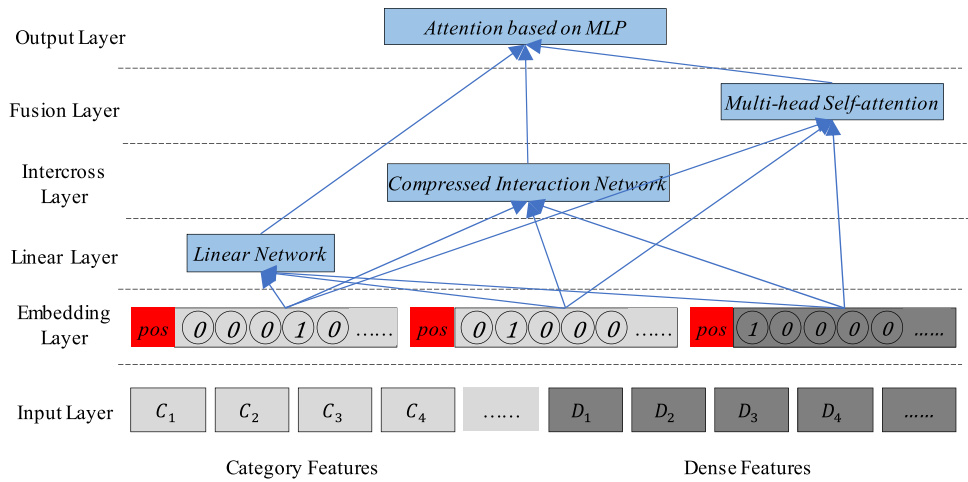 Output Layer
Attention based on MLP
Fusion Layer
Multi-head Self-attention
Intercross
Layer
Compressed Interaction Network
Linear Layer
Linear Network
Embedding
Layer
pos 0 0 0 1 0 ......
pos 0 1 0 0 0 ......
pos 1 0 0 0 0 ......
Input Layer
C₁ C₂ C₃ C₄ ...... D₁ D₂ D₃ D₄ ......
Category Features
Dense Features